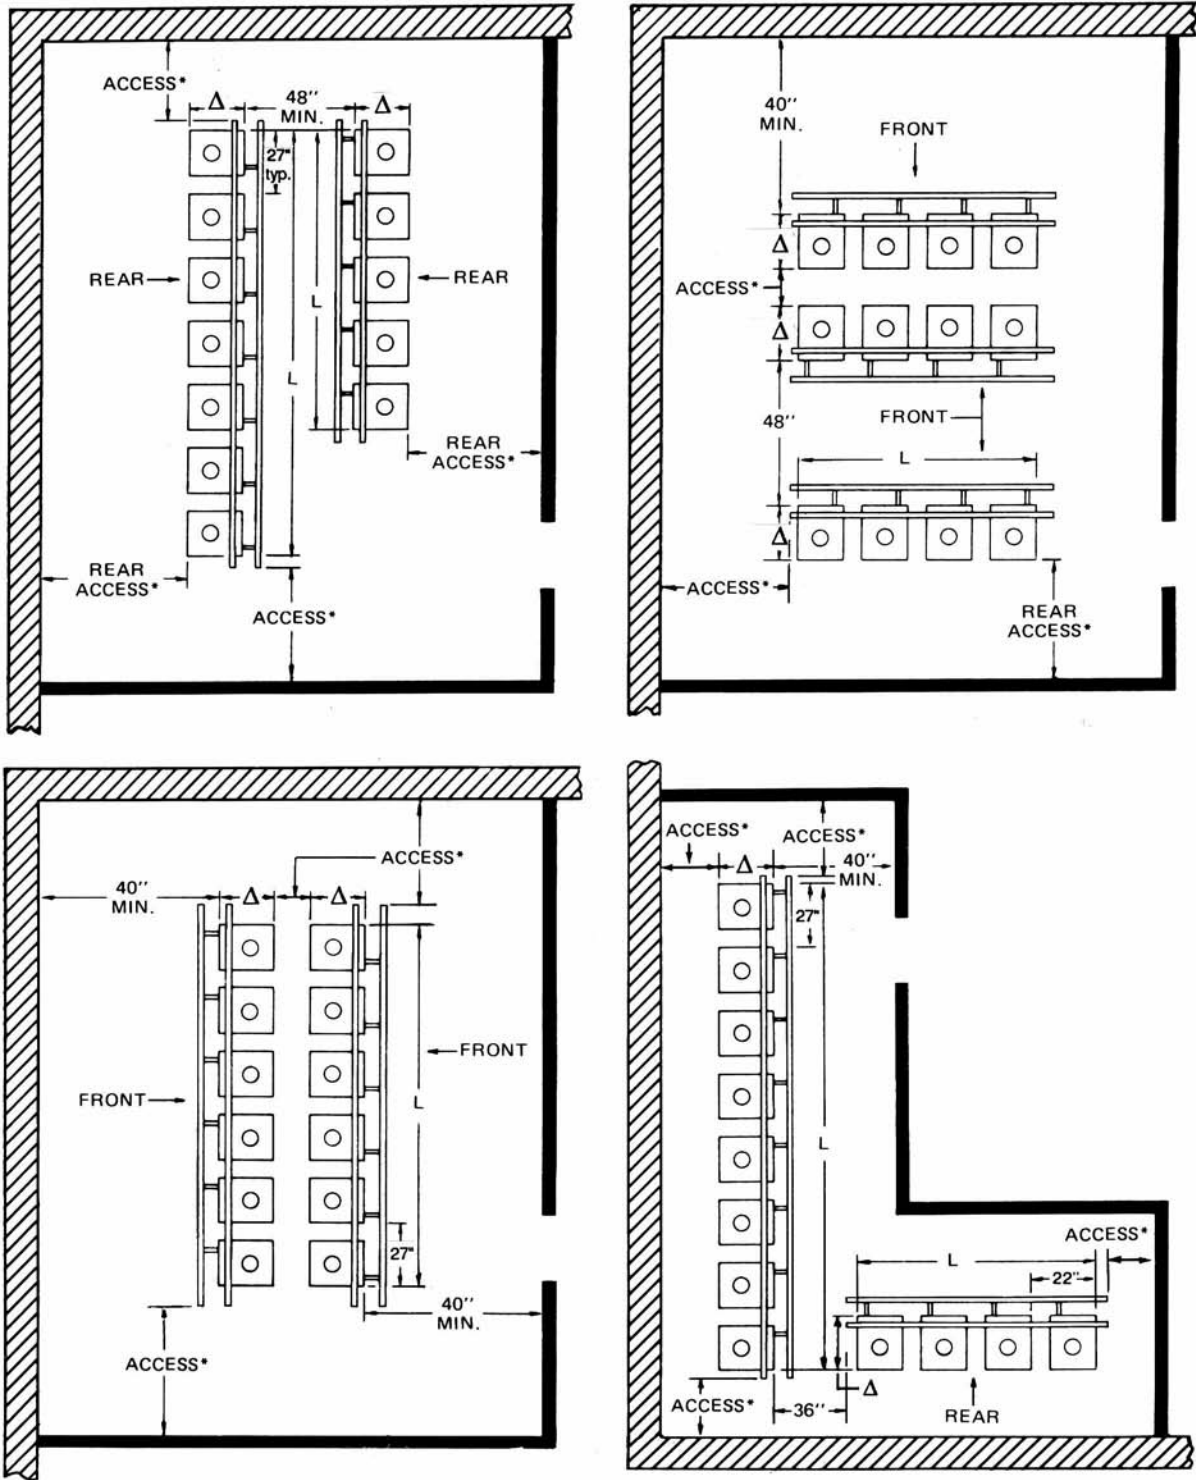 ACCESS*
Δ
48"
MIN.
Δ
27"
typ.
REAR
L
L
REAR
REAR
ACCESS*
REAR
ACCESS*
ACCESS*
40"
MIN.
FRONT
Δ
ACCESS*
Δ
48"
FRONT
L
Δ
ACCESS*
REAR
ACCESS*
ACCESS*
40"
MIN.
Δ
Δ
FRONT
FRONT
L
27"
40"
MIN.
ACCESS*
ACCESS*
ACCESS*
Δ
40"
MIN.
27"
L
ACCESS*
L
22"
Δ
ACCESS*
36"
REAR